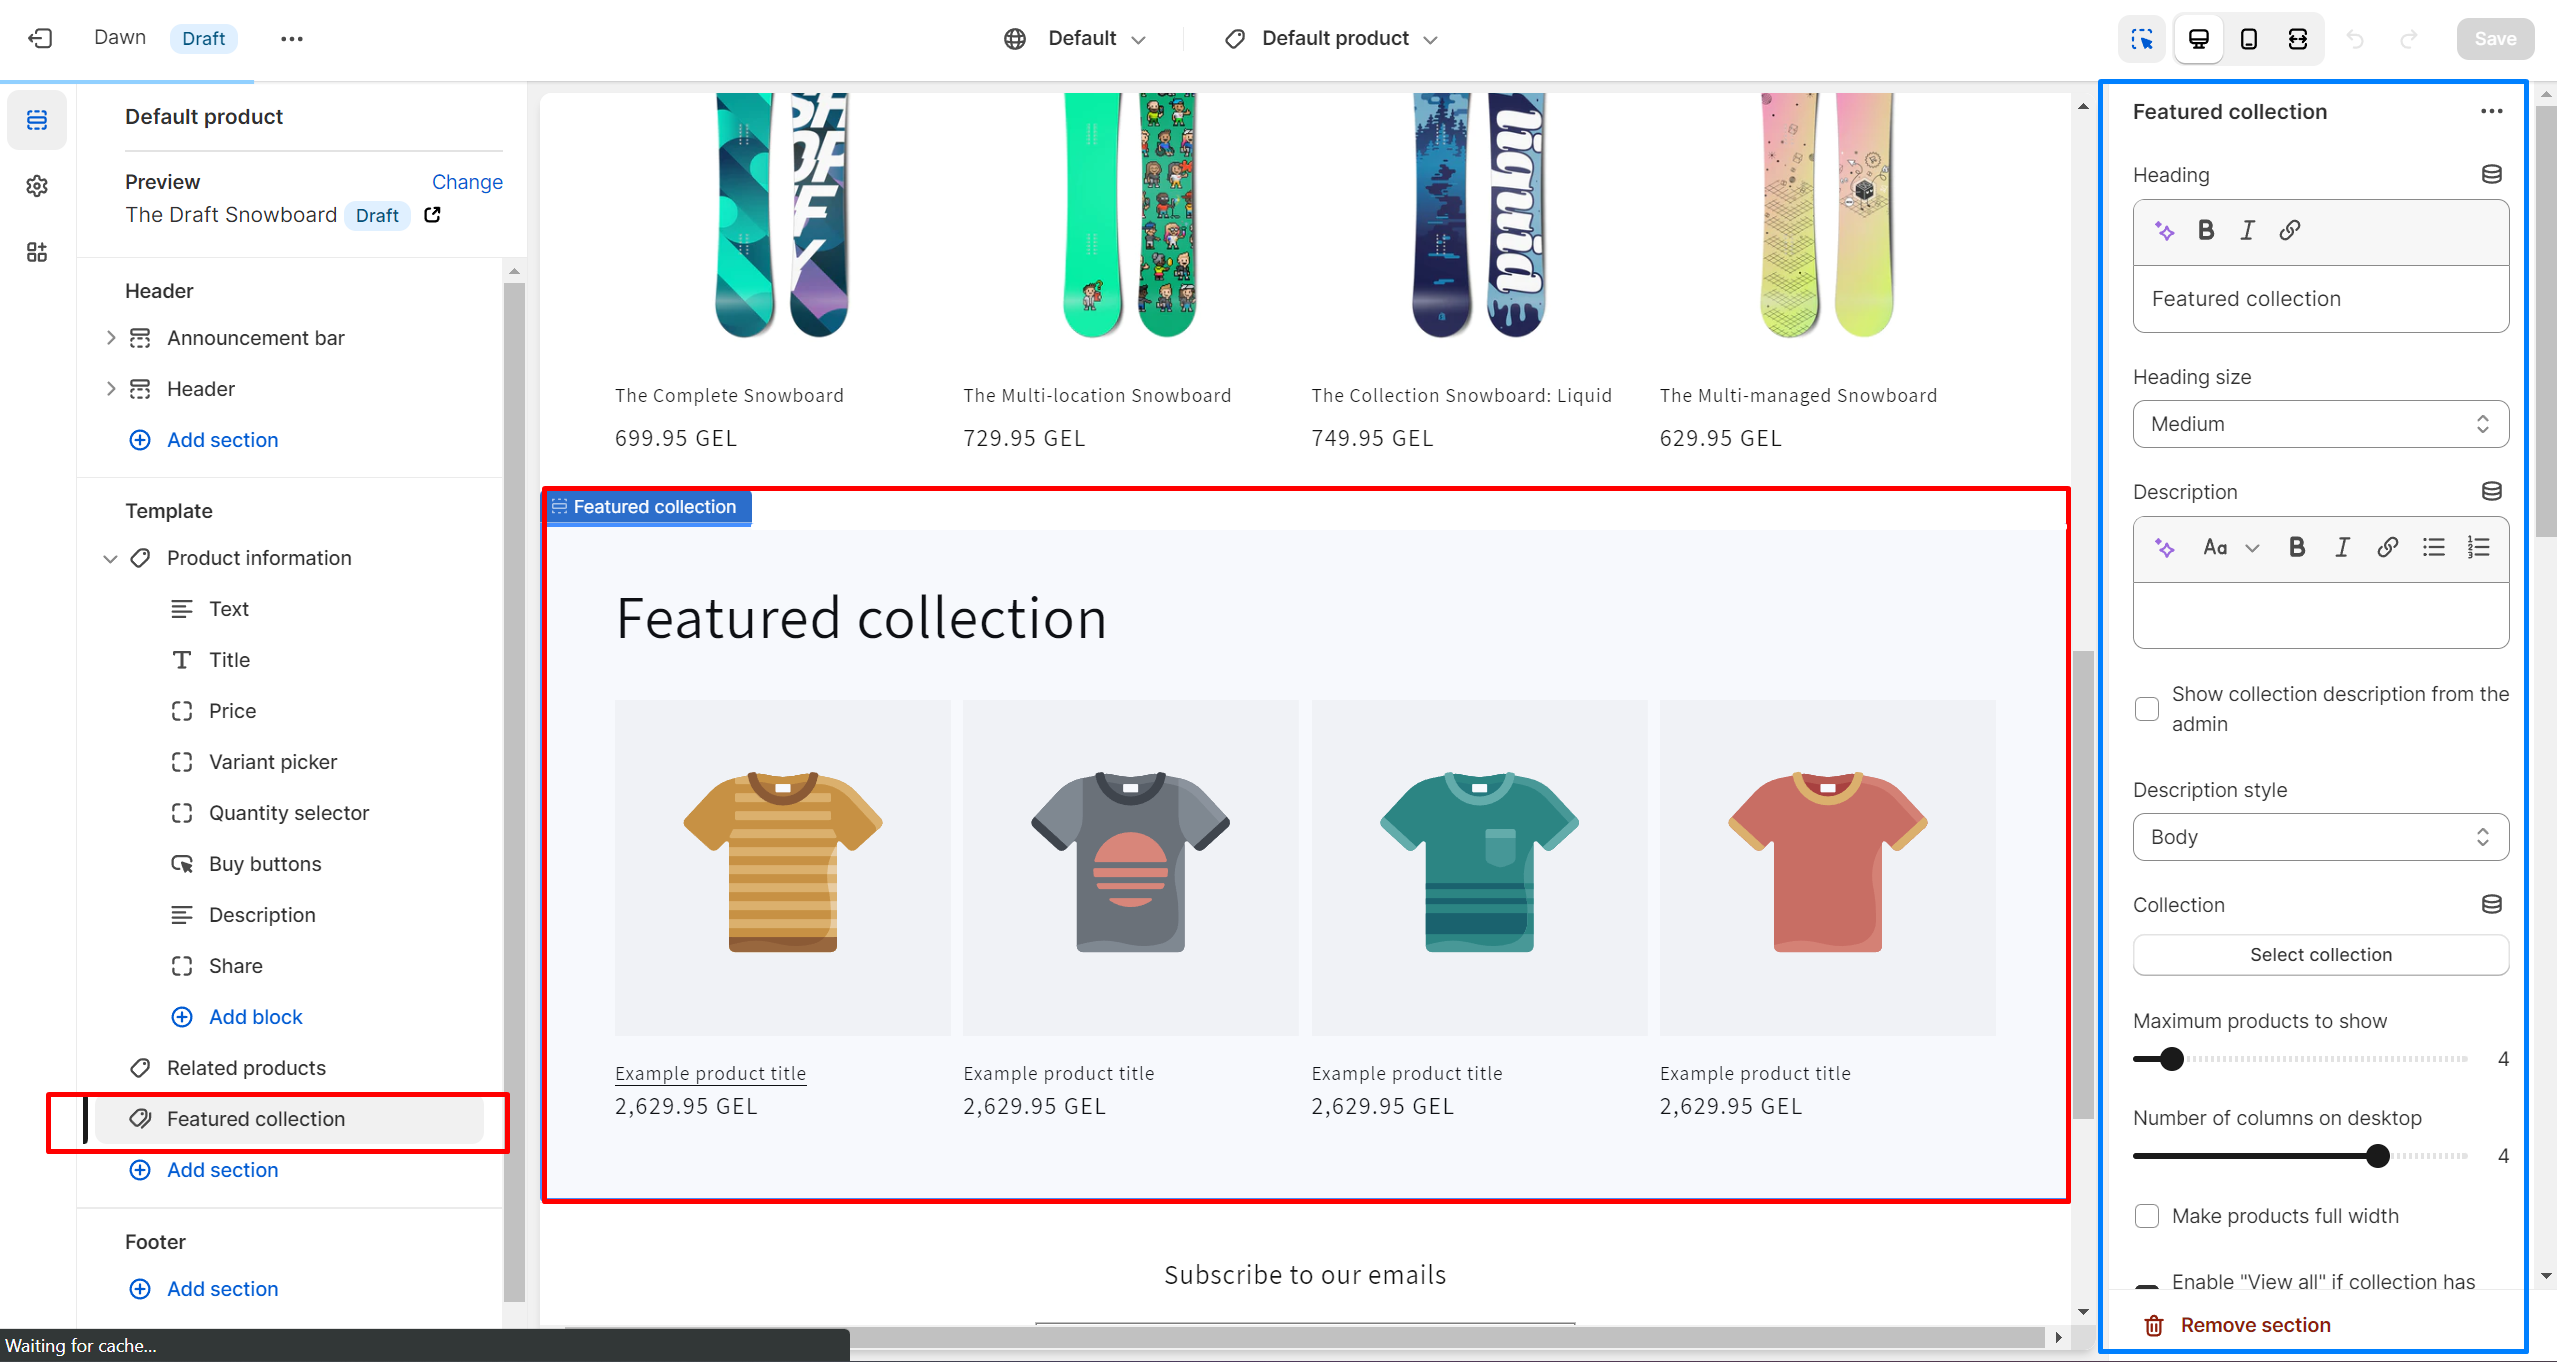 Dawn
Draft
Default
Default product
Save
Default product
Preview
Change
The Draft Snowboard
Draft
Header
Announcement bar
Header
Add section
Template
Product information
Text
Title
Price
Variant picker
Quantity selector
Buy buttons
Description
Share
Add block
Related products
Featured collection
Add section
Footer
Add section
Waiting for cache...
SHOPIFY
liquid
The Complete Snowboard
699.95 GEL
The Multi-location Snowboard
729.95 GEL
The Collection Snowboard: Liquid
749.95 GEL
The Multi-managed Snowboard
629.95 GEL
Featured collection
Featured collection
Example product title
2,629.95 GEL
Example product title
2,629.95 GEL
Example product title
2,629.95 GEL
Example product title
2,629.95 GEL
Subscribe to our emails
Featured collection
Heading
B I
Featured collection
Heading size
Medium
Description
Aa B I
Show collection description from the
admin
Description style
Body
Collection
Select collection
Maximum products to show
4
Number of columns on desktop
4
Make products full width
Enable "View all" if collection has
Remove section